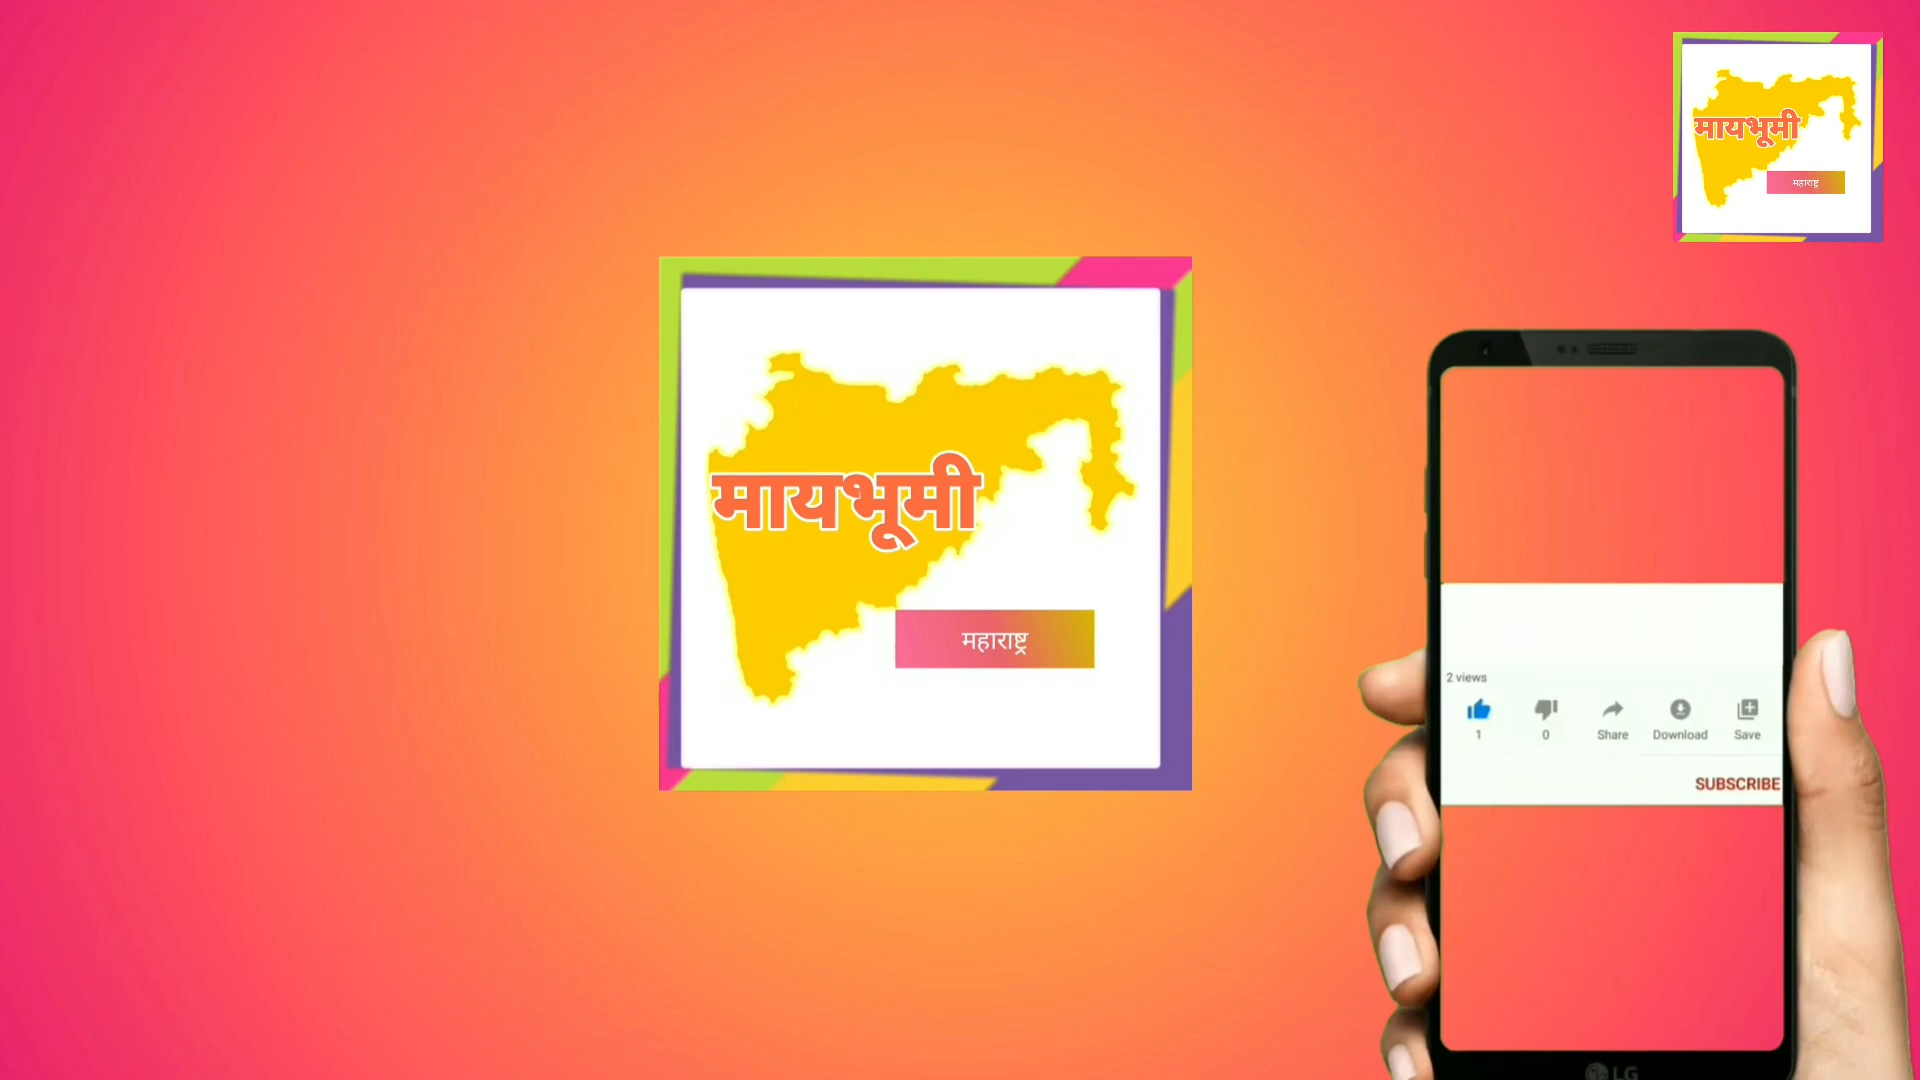 मायभूमी
महाराष्ट्र
मायभूमी
महाराष्ट्र
2 views
1
0
Share
Download
Save
SUBSCRIBE
LG